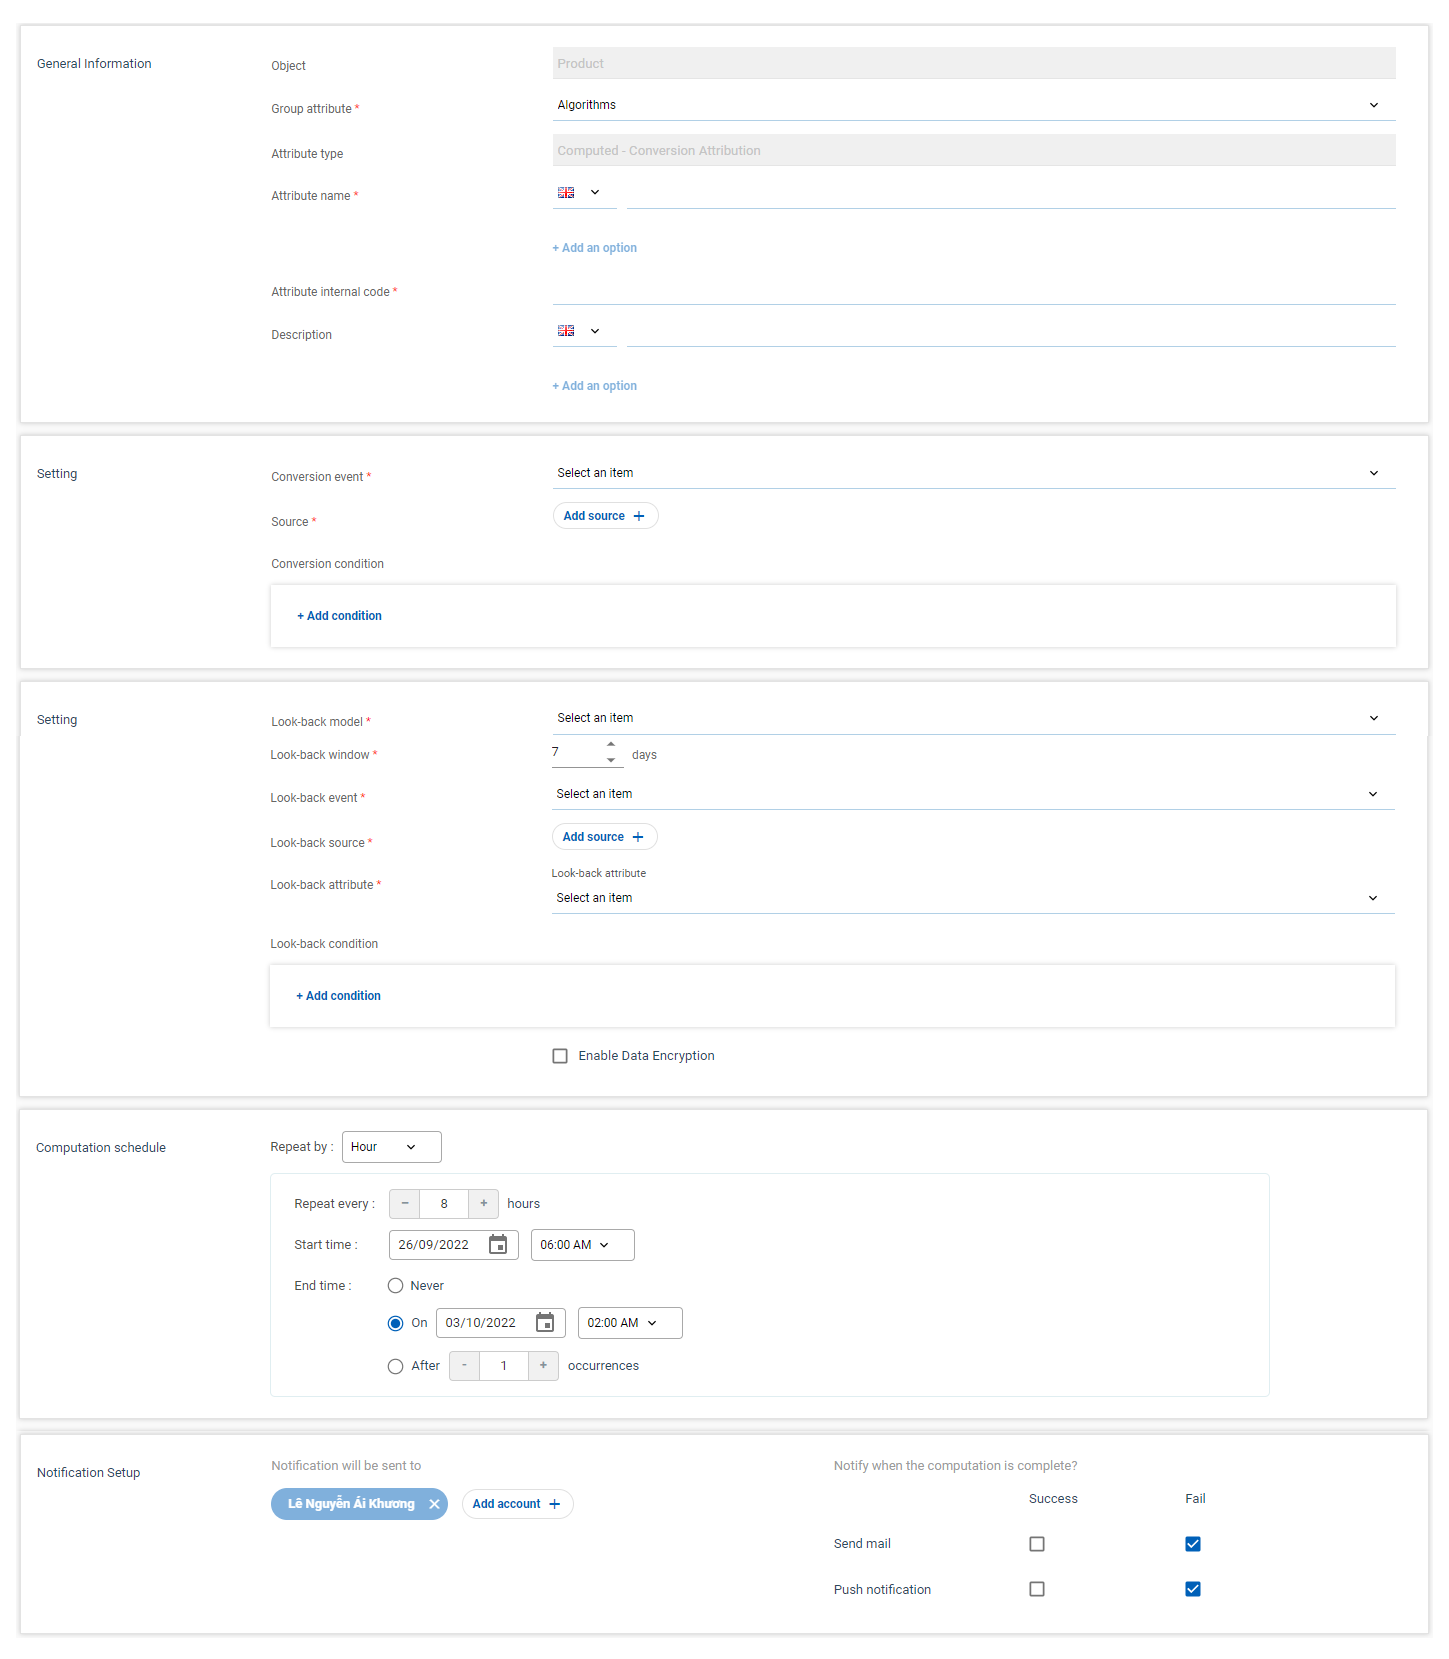 General Information
Object
Product
Group attribute *
Algorithms
Attribute type
Computed - Conversion Attribution
Attribute name *
+ Add an option
Attribute internal code *
Description
+ Add an option
Setting
Conversion event *
Select an item
Source *
Add source +
Conversion condition
+ Add condition
Setting
Look-back model *
Select an item
Look-back window *
7 days
Look-back event *
Select an item
Look-back source *
Add source +
Look-back attribute *
Look-back attribute
Select an item
Look-back condition
+ Add condition
Enable Data Encryption
Computation schedule
Repeat by : Hour
Repeat every : − 8 + hours
Start time : 26/09/2022 06:00 AM
End time : Never
On 03/10/2022 02:00 AM
After - 1 + occurrences
Notification Setup
Notification will be sent to
Lê Nguyễn Ái Khương ✕ Add account +
Notify when the computation is complete?
Success Fail
Send mail
Push notification